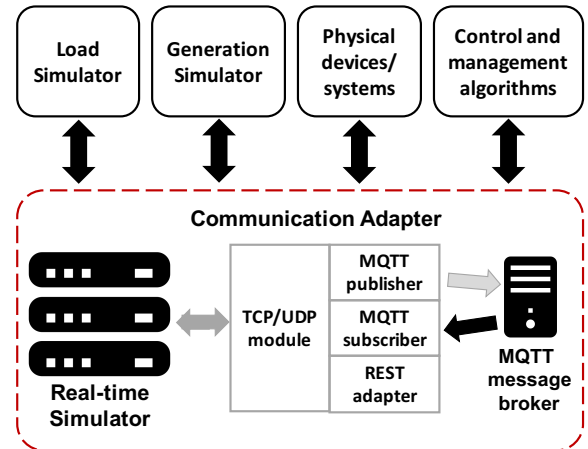 Load
Simulator
Generation
Simulator
Physical
devices/
systems
Control and
management
algorithms
Communication Adapter
TCP/UDP
module
MQTT
publisher
MQTT
subscriber
REST
adapter
Real-time
Simulator
MQTT
message
broker